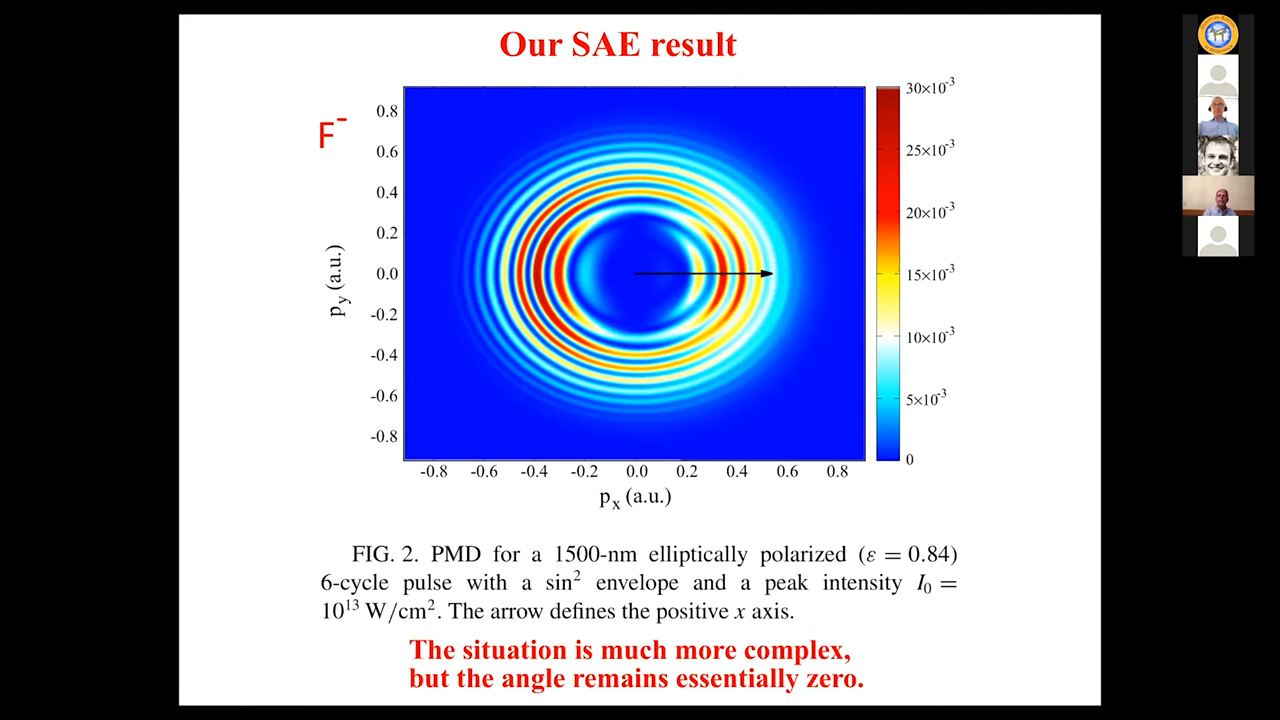 Our SAE result
F⁻
0.8
0.6
0.4
0.2
0.0
-0.2
-0.4
-0.6
-0.8
p_y (a.u.)
-0.8 -0.6 -0.4 -0.2 0.0 0.2 0.4 0.6 0.8
p_x (a.u.)
30×10⁻³
25×10⁻³
20×10⁻³
15×10⁻³
10×10⁻³
5×10⁻³
0
FIG. 2. PMD for a 1500-nm elliptically polarized (ε = 0.84)
6-cycle pulse with a sin² envelope and a peak intensity I₀ =
10¹³ W/cm². The arrow defines the positive x axis.
The situation is much more complex,
but the angle remains essentially zero.